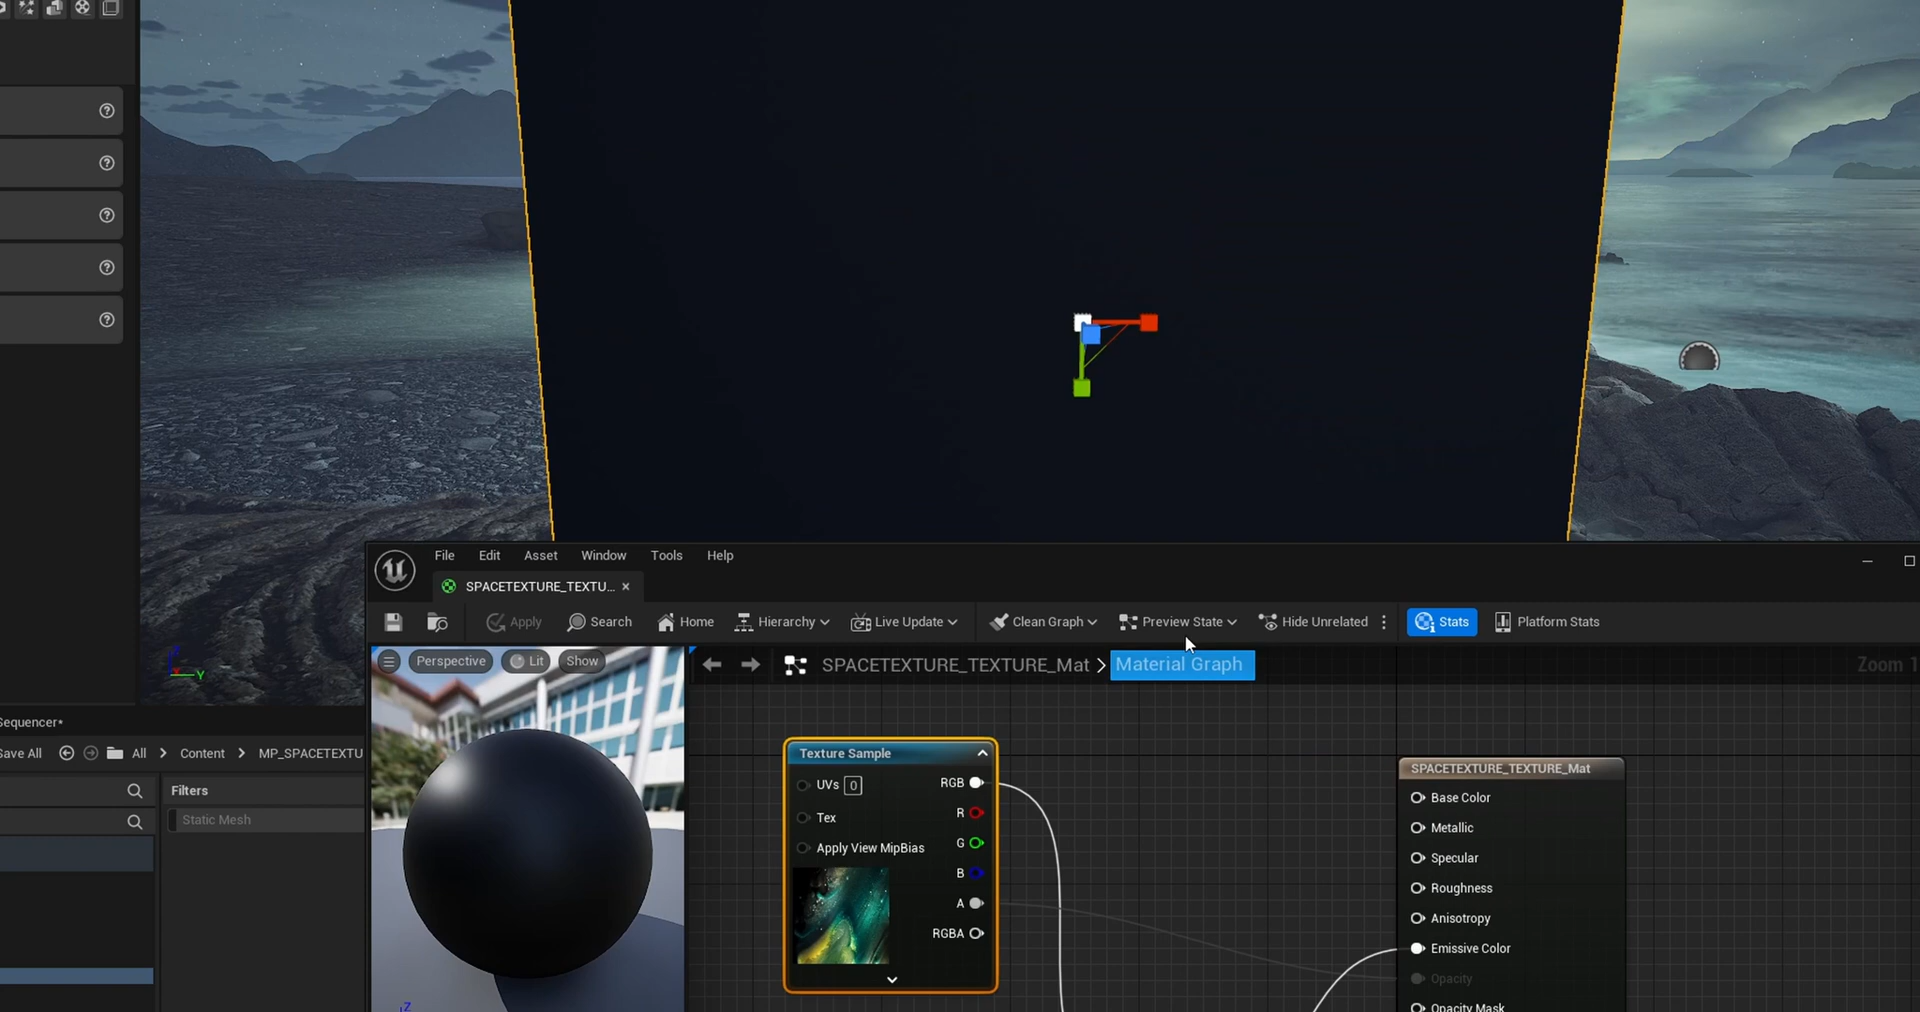 Y
File Edit Asset Window Tools Help
SPACETEXTURE_TEXTU...
Apply Search Home Hierarchy Live Update Clean Graph Preview State Hide Unrelated Stats Platform Stats
Perspective Lit Show
SPACETEXTURE_TEXTURE_Mat > Material Graph
Zoom 1
Sequencer*
Save All All > Content > MP_SPACETEXTU
Filters
Static Mesh
Texture Sample
UVs 0
Tex
Apply View MipBias
RGB
R
G
B
A
RGBA
SPACETEXTURE_TEXTURE_Mat
Base Color
Metallic
Specular
Roughness
Anisotropy
Emissive Color
Opacity
Opacity Mask
Z